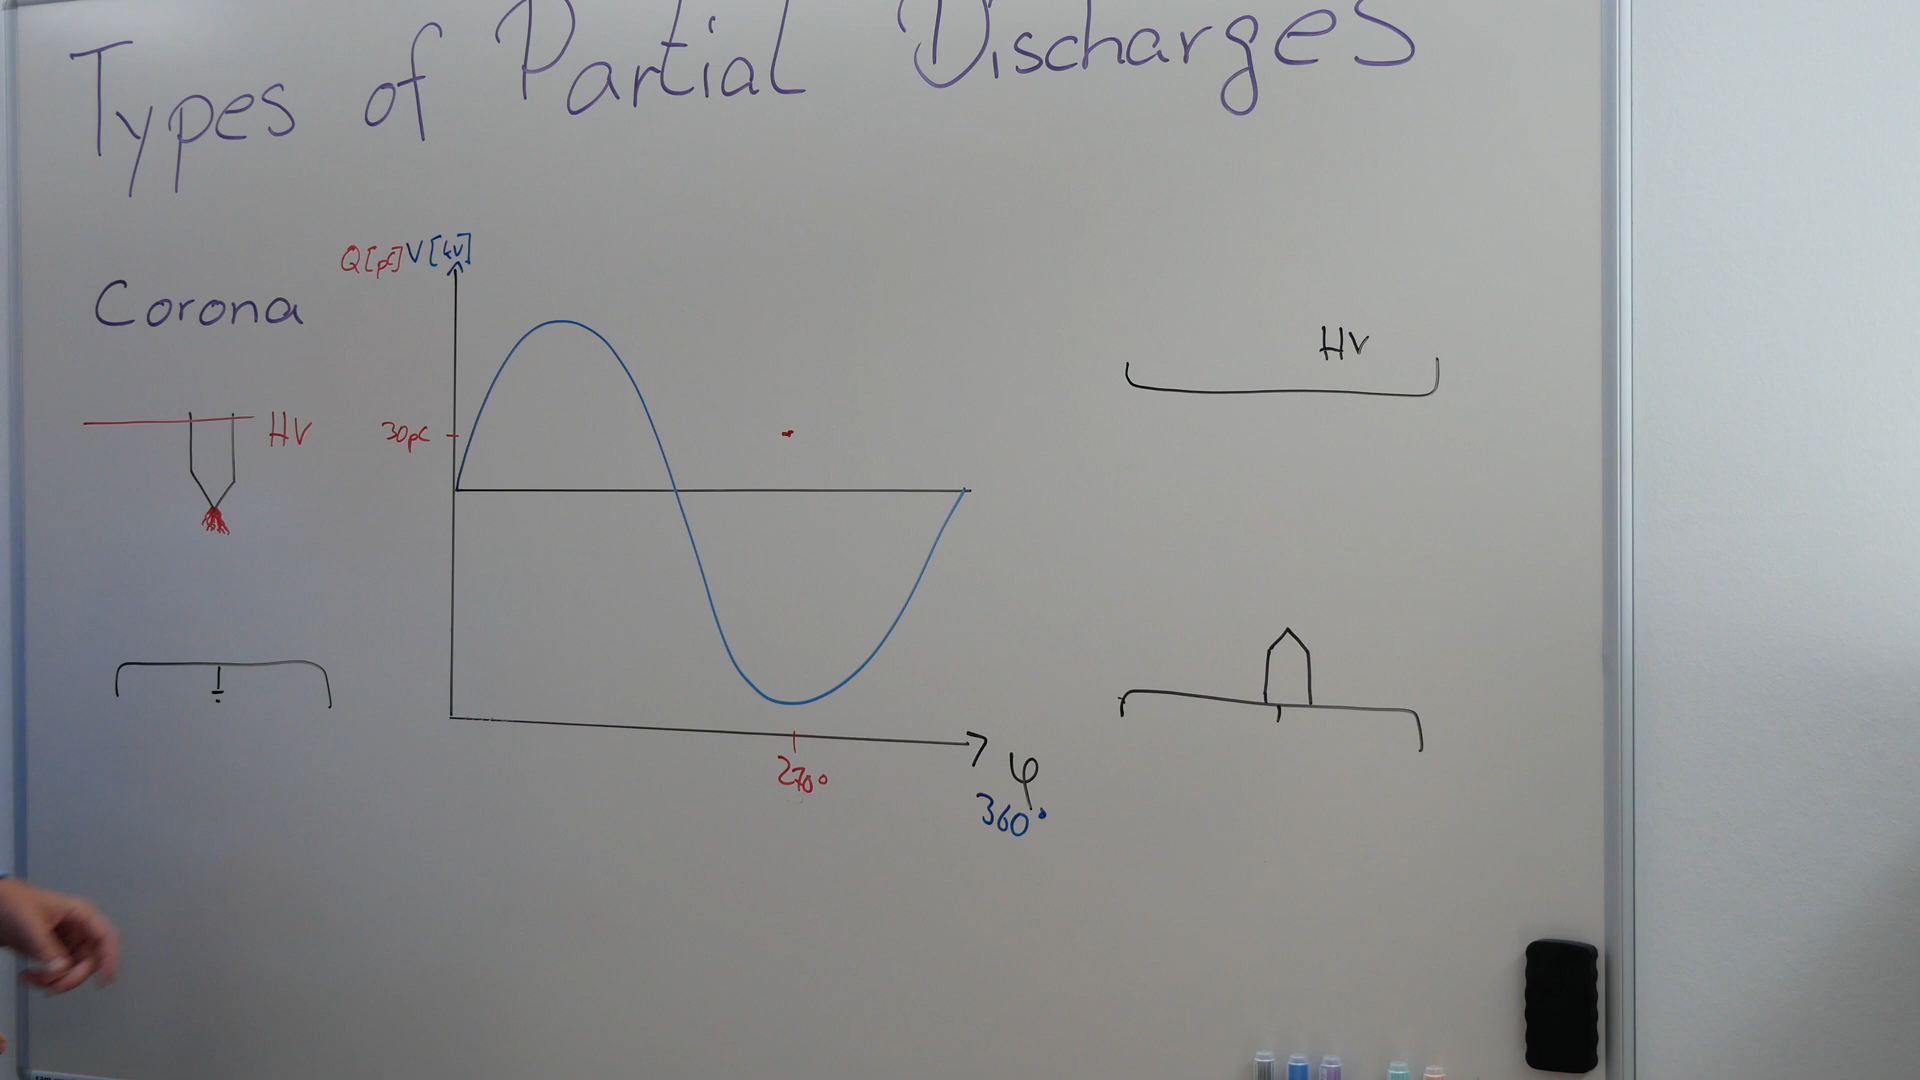 Types of Partial Discharges
Q[pC] V[kV]
Corona
HV
HV
30pC
270°
φ
360°